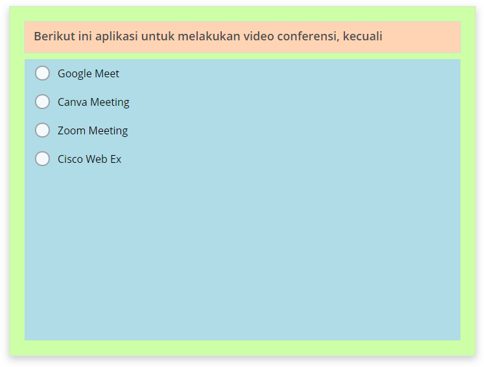 Berikut ini aplikasi untuk melakukan video conferensi, kecuali
Google Meet
Canva Meeting
Zoom Meeting
Cisco Web Ex